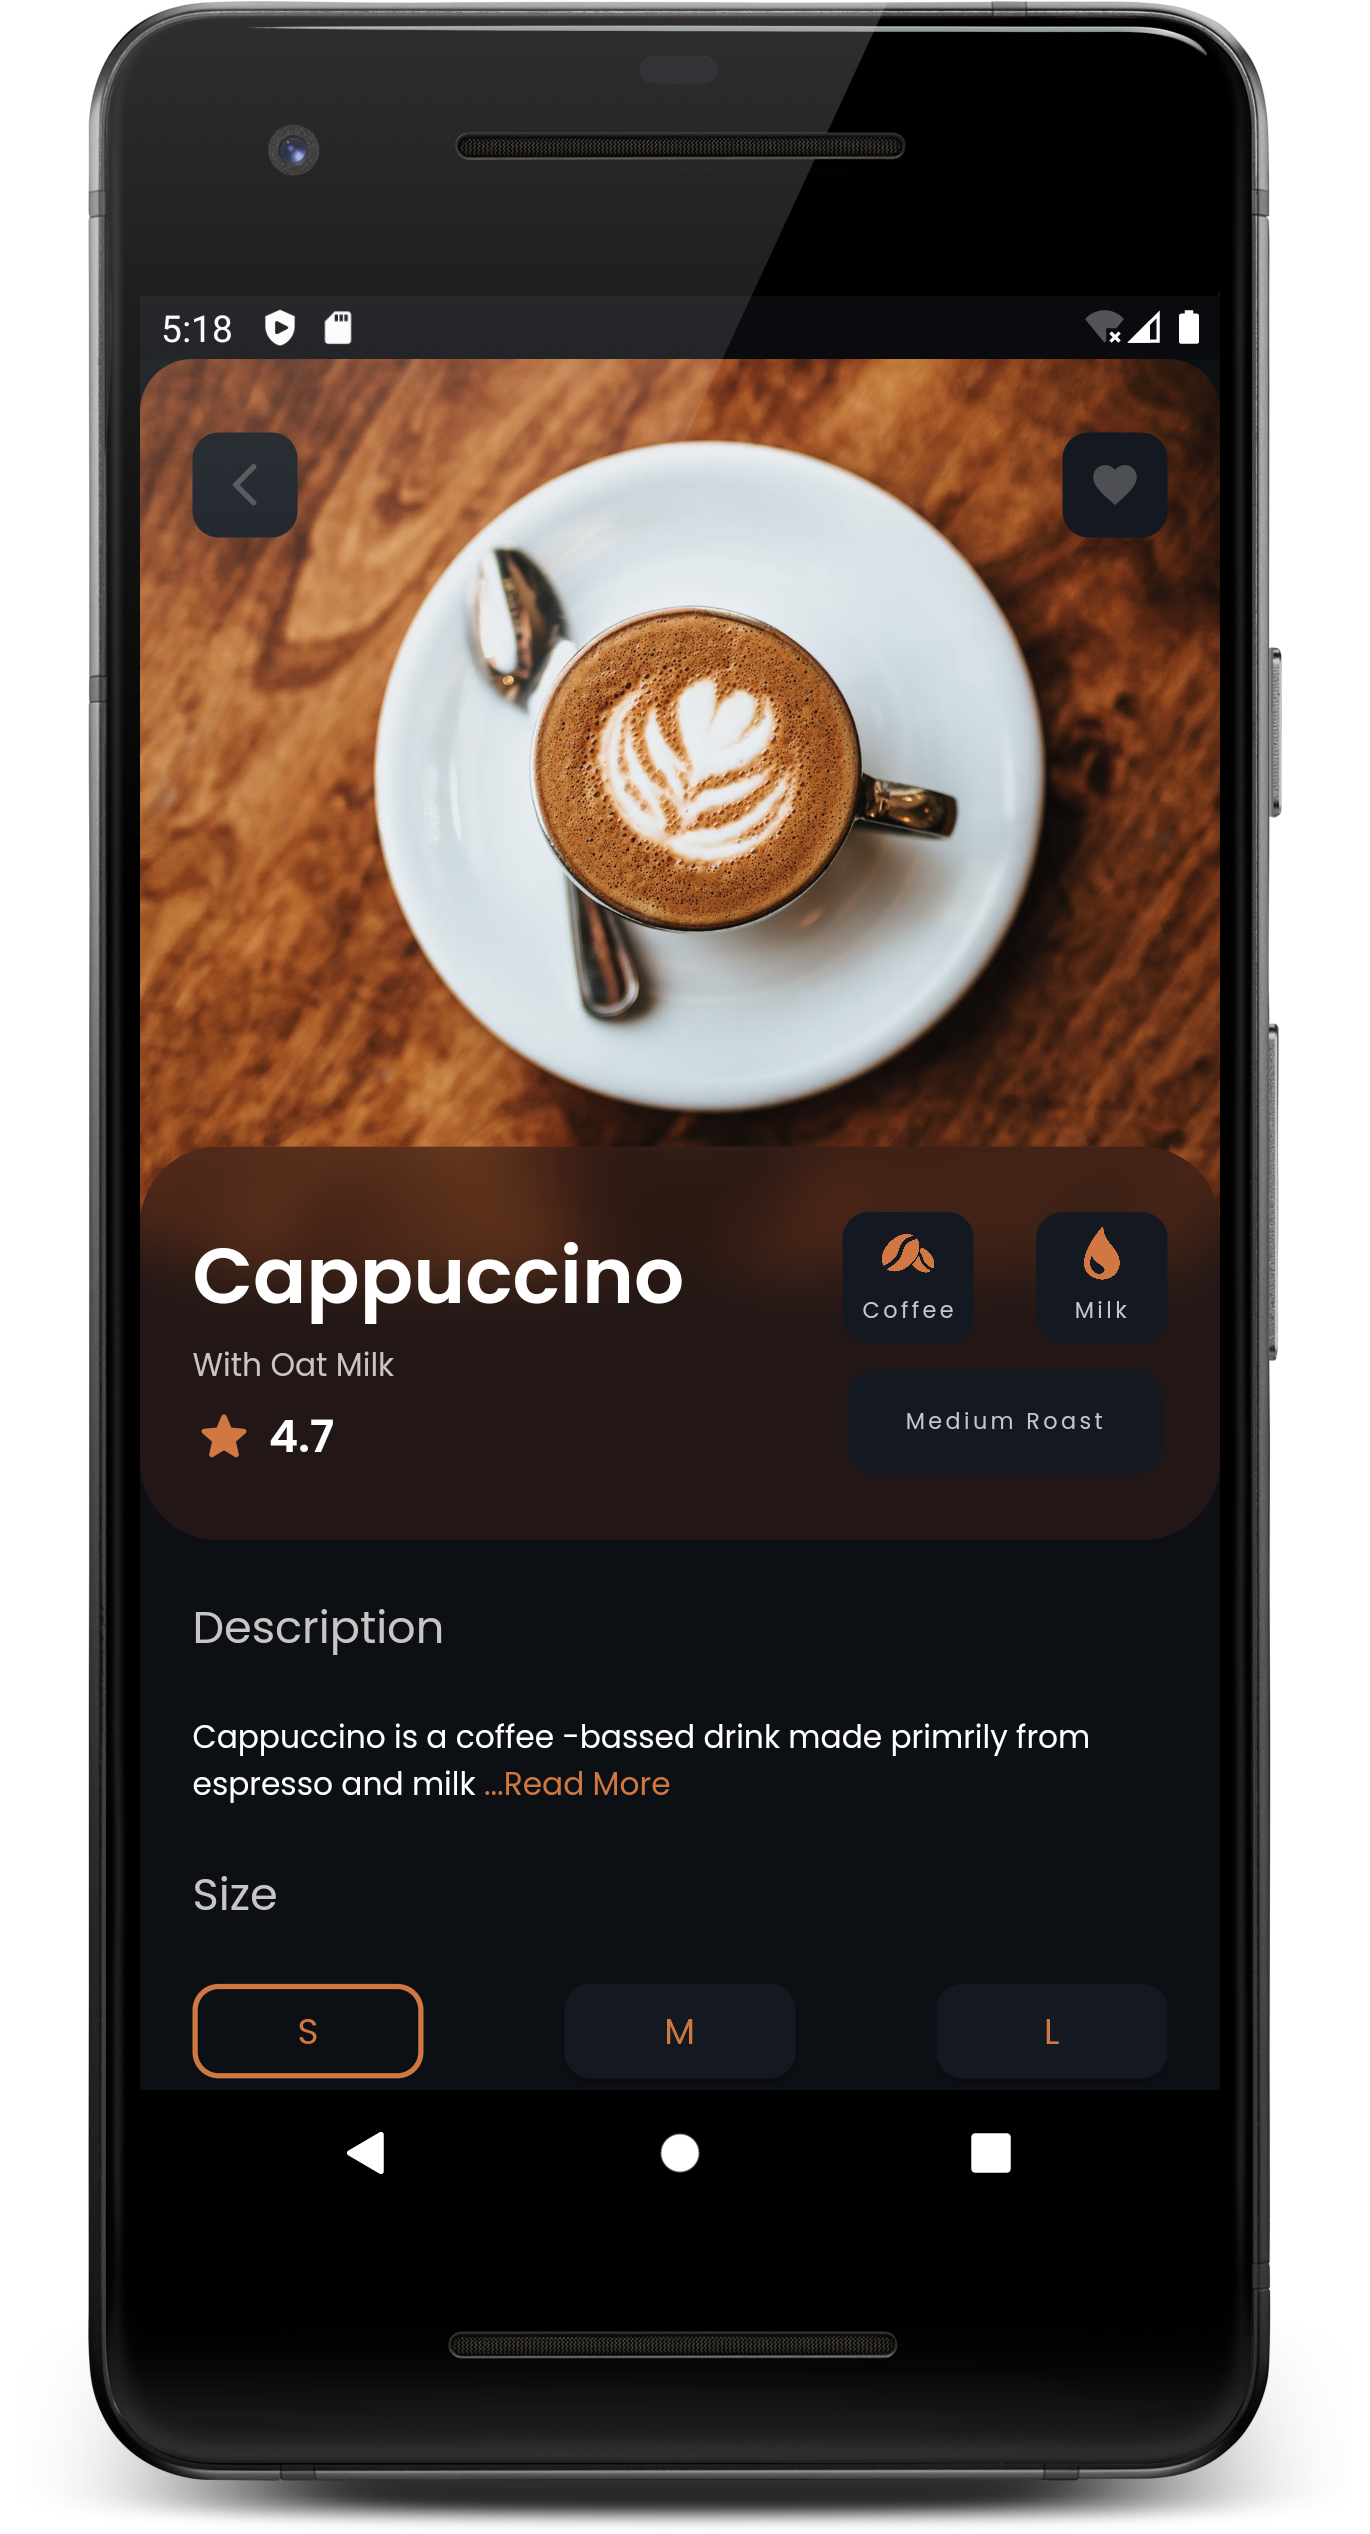 5:18
Cappuccino
With Oat Milk
4.7
Coffee
Milk
Medium Roast
Description
Cappuccino is a coffee -bassed drink made primrily from
espresso and milk ...Read More
Size
S
M
L